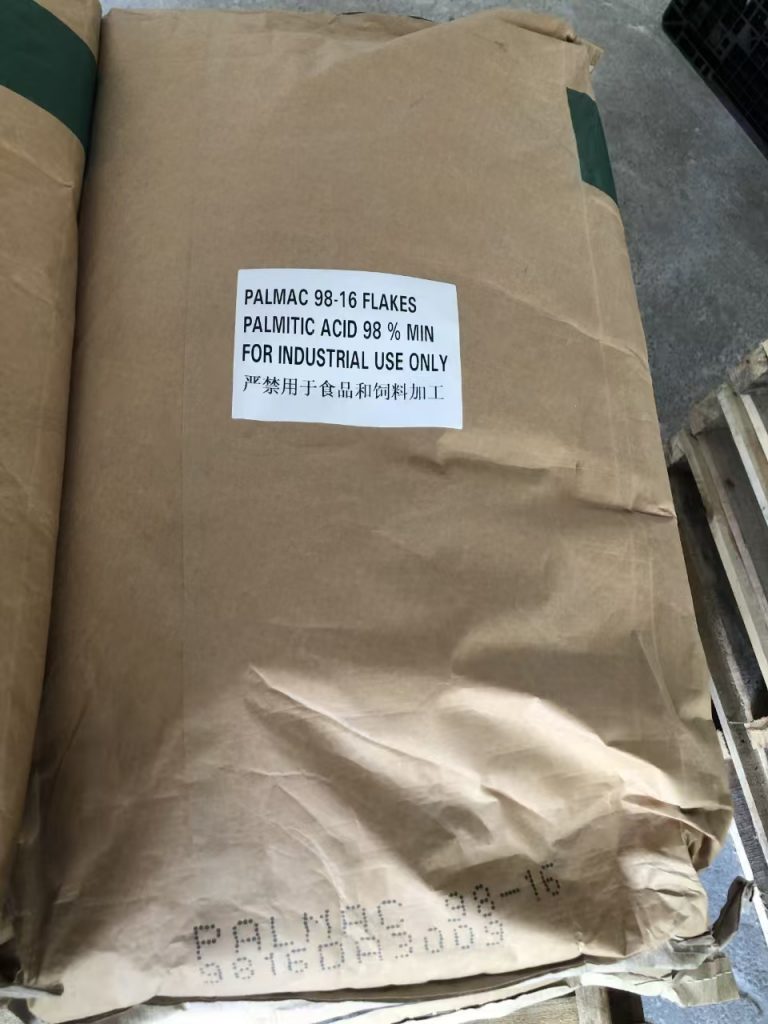 PALMAC 98-16 FLAKES
PALMITIC ACID 98 % MIN
FOR INDUSTRIAL USE ONLY
严禁用于食品和饲料加工
PALMAC 98-16